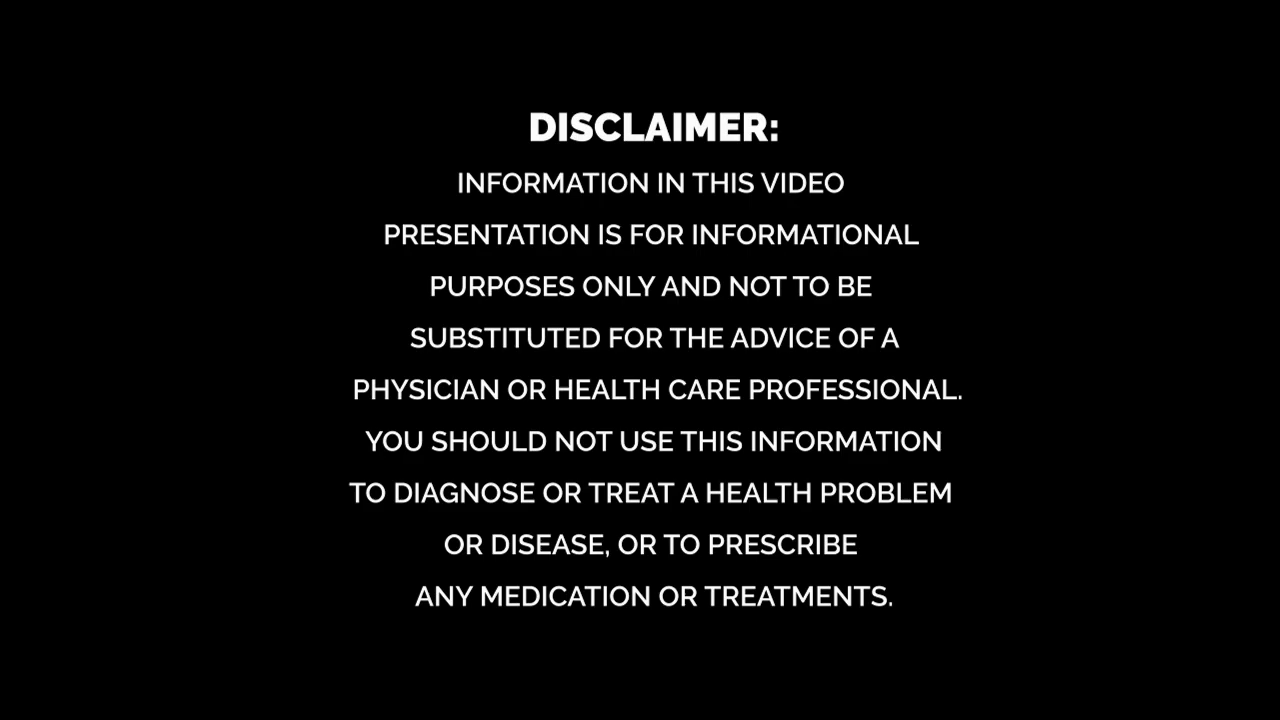 DISCLAIMER:
INFORMATION IN THIS VIDEO
PRESENTATION IS FOR INFORMATIONAL
PURPOSES ONLY AND NOT TO BE
SUBSTITUTED FOR THE ADVICE OF A
PHYSICIAN OR HEALTH CARE PROFESSIONAL.
YOU SHOULD NOT USE THIS INFORMATION
TO DIAGNOSE OR TREAT A HEALTH PROBLEM
OR DISEASE, OR TO PRESCRIBE
ANY MEDICATION OR TREATMENTS.